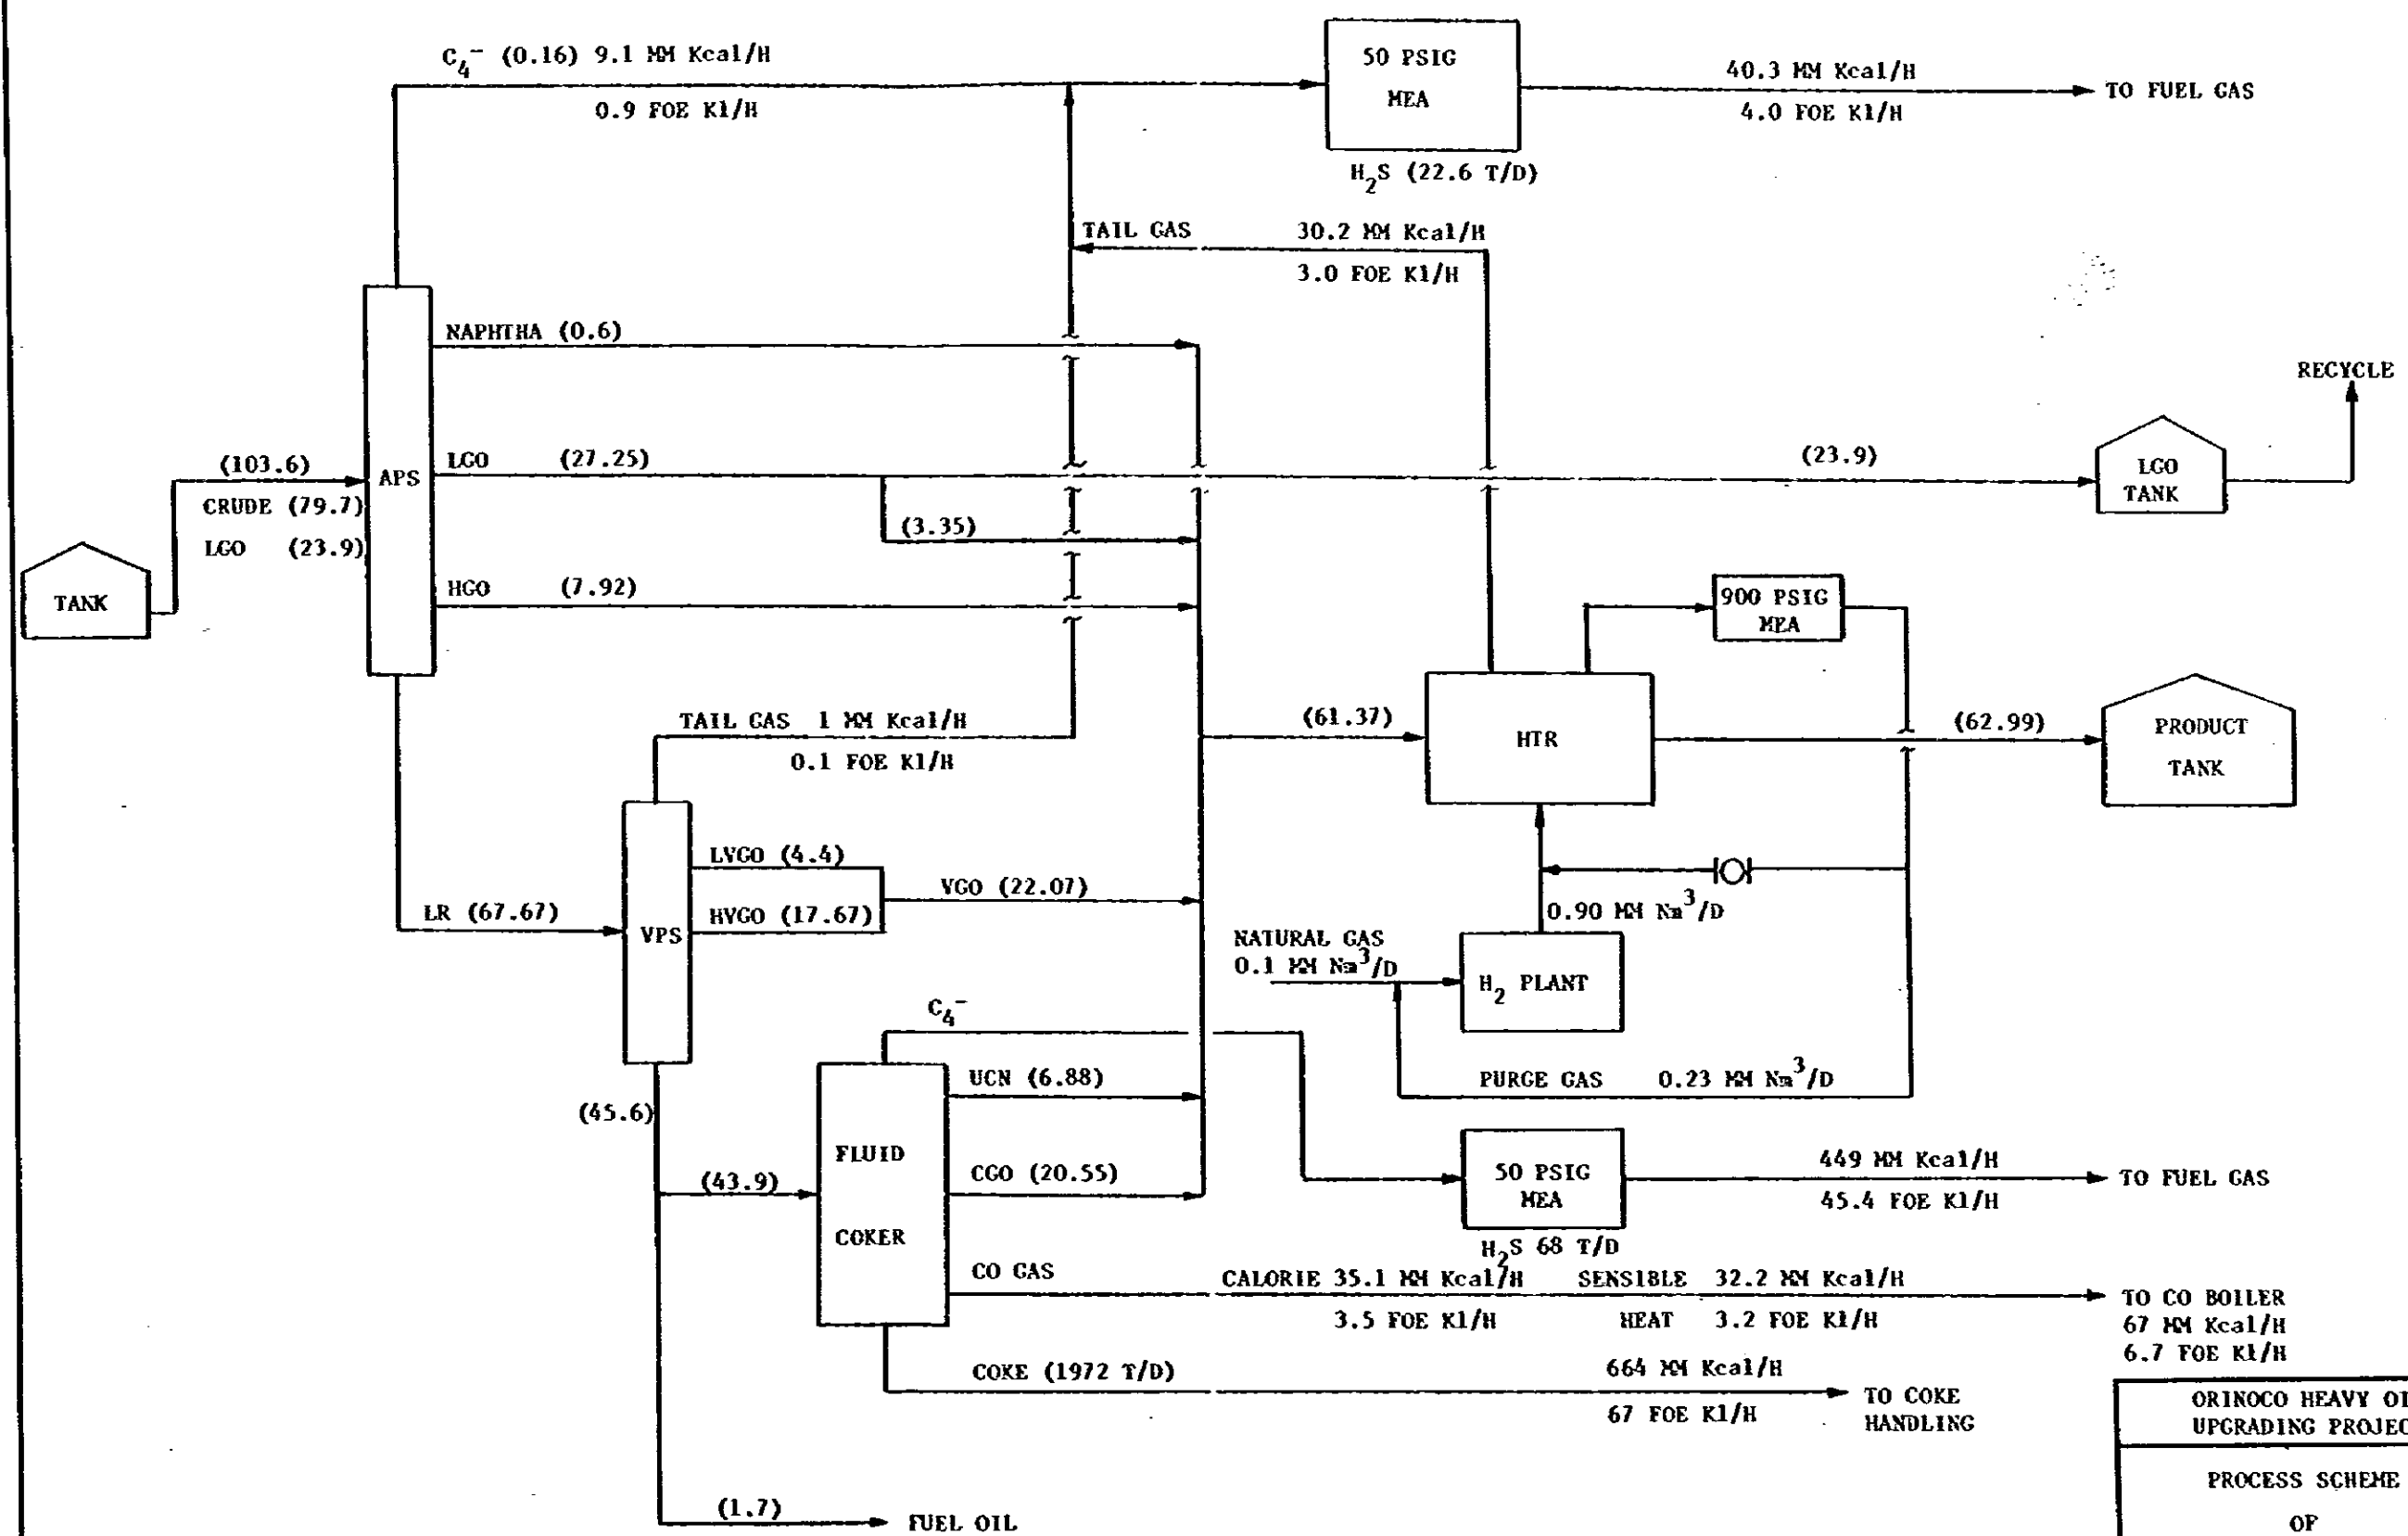 C₄⁻ (0.16) 9.1 MM Kcal/H
0.9 FOE Kl/H
50 PSIG
MEA
H₂S (22.6 T/D)
40.3 MM Kcal/H
4.0 FOE Kl/H
TO FUEL GAS
TAIL GAS 30.2 MM Kcal/H
3.0 FOE Kl/H
NAPHTHA (0.6)
RECYCLE
(103.6)
CRUDE (79.7)
LGO (23.9)
TANK
APS
LGO (27.25)
(23.9)
LGO
TANK
(3.35)
HGO (7.92)
900 PSIG
MEA
TAIL GAS 1 MM Kcal/H
0.1 FOE Kl/H
(61.37)
HTR
(62.99)
PRODUCT
TANK
LR (67.67)
VPS
LVGO (4.4)
HVGO (17.67)
VGO (22.07)
0.90 MM Nm³/D
NATURAL GAS
0.1 MM Nm³/D
H₂ PLANT
PURGE GAS 0.23 MM Nm³/D
C₄⁻
(45.6)
(43.9)
FLUID
COKER
UCN (6.88)
CGO (20.55)
50 PSIG
MEA
H₂S 68 T/D
449 MM Kcal/H
45.4 FOE Kl/H
TO FUEL GAS
CO GAS
CALORIE 35.1 MM Kcal/H SENSIBLE 32.2 MM Kcal/H
3.5 FOE Kl/H HEAT 3.2 FOE Kl/H
TO CO BOILER
67 MM Kcal/H
6.7 FOE Kl/H
COKE (1972 T/D)
664 MM Kcal/H
67 FOE Kl/H
TO COKE
HANDLING
(1.7)
FUEL OIL
ORINOCO HEAVY OI
UPGRADING PROJEC
PROCESS SCHEME
OF